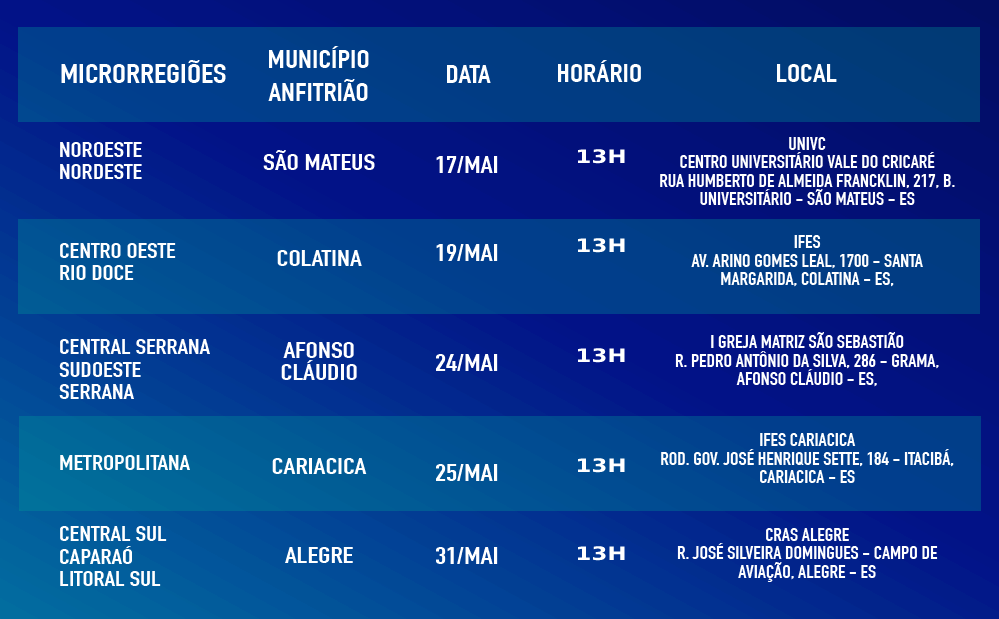 MICRORREGIÕES
MUNICÍPIO
ANFITRIÃO
DATA
HORÁRIO
LOCAL
NOROESTE
NORDESTE
SÃO MATEUS
17/MAI
13H
UNIVC
CENTRO UNIVERSITÁRIO VALE DO CRICARÉ
RUA HUMBERTO DE ALMEIDA FRANCKLIN, 217, B.
UNIVERSITÁRIO – SÃO MATEUS – ES
CENTRO OESTE
RIO DOCE
COLATINA
19/MAI
13H
IFES
AV. ARINO GOMES LEAL, 1700 – SANTA
MARGARIDA, COLATINA – ES,
CENTRAL SERRANA
SUDOESTE
SERRANA
AFONSO
CLÁUDIO
24/MAI
13H
I GREJA MATRIZ SÃO SEBASTIÃO
R. PEDRO ANTÔNIO DA SILVA, 286 – GRAMA,
AFONSO CLÁUDIO – ES,
METROPOLITANA
CARIACICA
25/MAI
13H
IFES CARIACICA
ROD. GOV. JOSÉ HENRIQUE SETTE, 184 – ITACIBÁ,
CARIACICA – ES
CENTRAL SUL
CAPARAÓ
LITORAL SUL
ALEGRE
31/MAI
13H
CRAS ALEGRE
R. JOSÉ SILVEIRA DOMINGUES – CAMPO DE
AVIAÇÃO, ALEGRE – ES